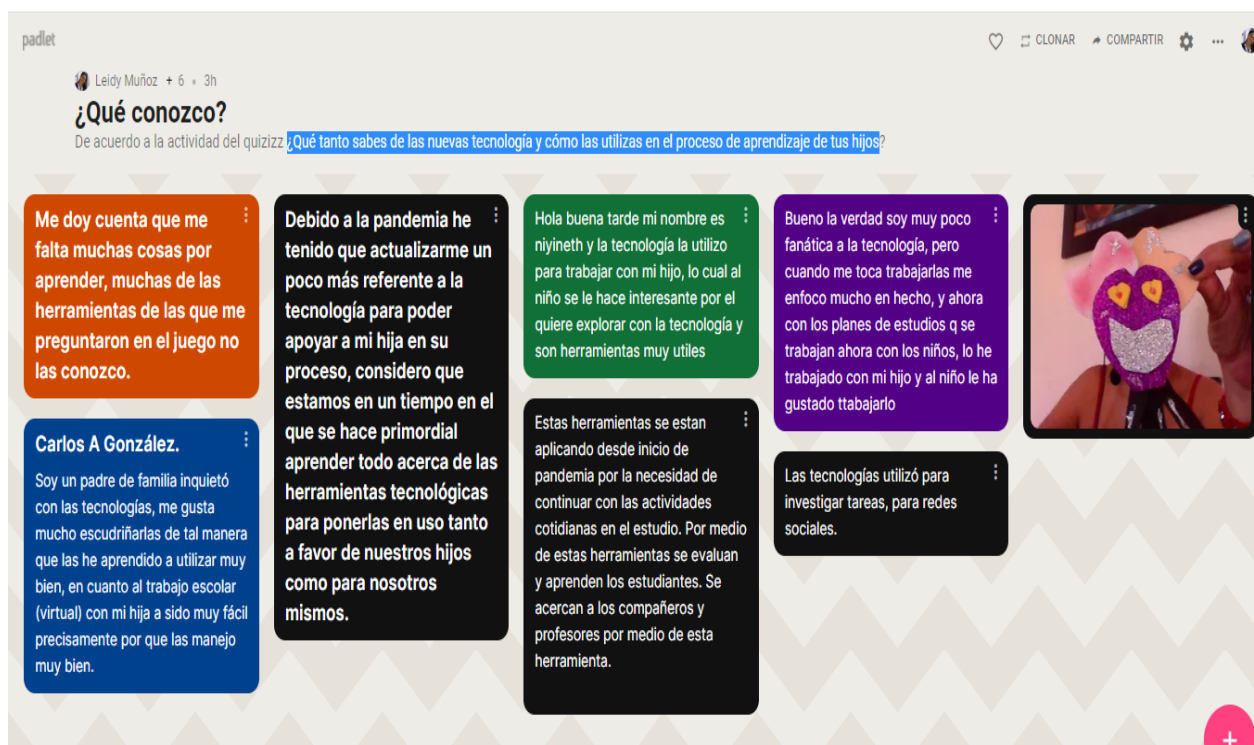 padlet
CLONAR
COMPARTIR
Leidy Muñoz + 6 • 3h
¿Qué conozco?
De acuerdo a la actividad del quizizz ¿Qué tanto sabes de las nuevas tecnología y cómo las utilizas en el proceso de aprendizaje de tus hijos?
Me doy cuenta que me
falta muchas cosas por
aprender, muchas de las
herramientas de las que me
preguntaron en el juego no
las conozco.
Carlos A González.
Soy un padre de familia inquietó
con las tecnologías, me gusta
mucho escudriñarlas de tal manera
que las he aprendido a utilizar muy
bien, en cuanto al trabajo escolar
(virtual) con mi hija a sido muy fácil
precisamente por que las manejo
muy bien.
Debido a la pandemia he
tenido que actualizarme un
poco más referente a la
tecnología para poder
apoyar a mi hija en su
proceso, considero que
estamos en un tiempo en el
que se hace primordial
aprender todo acerca de las
herramientas tecnológicas
para ponerlas en uso tanto
a favor de nuestros hijos
como para nosotros
mismos.
Hola buena tarde mi nombre es
niyineth y la tecnología la utilizo
para trabajar con mi hijo, lo cual al
niño se le hace interesante por el
quiere explorar con la tecnología y
son herramientas muy utiles
Estas herramientas se estan
aplicando desde inicio de
pandemia por la necesidad de
continuar con las actividades
cotidianas en el estudio. Por medio
de estas herramientas se evaluan
y aprenden los estudiantes. Se
acercan a los compañeros y
profesores por medio de esta
herramienta.
Bueno la verdad soy muy poco
fanática a la tecnología, pero
cuando me toca trabajarlas me
enfoco mucho en hecho, y ahora
con los planes de estudios q se
trabajan ahora con los niños, lo he
trabajado con mi hijo y al niño le ha
gustado ttabajarlo
Las tecnologías utilizó para
investigar tareas, para redes
sociales.